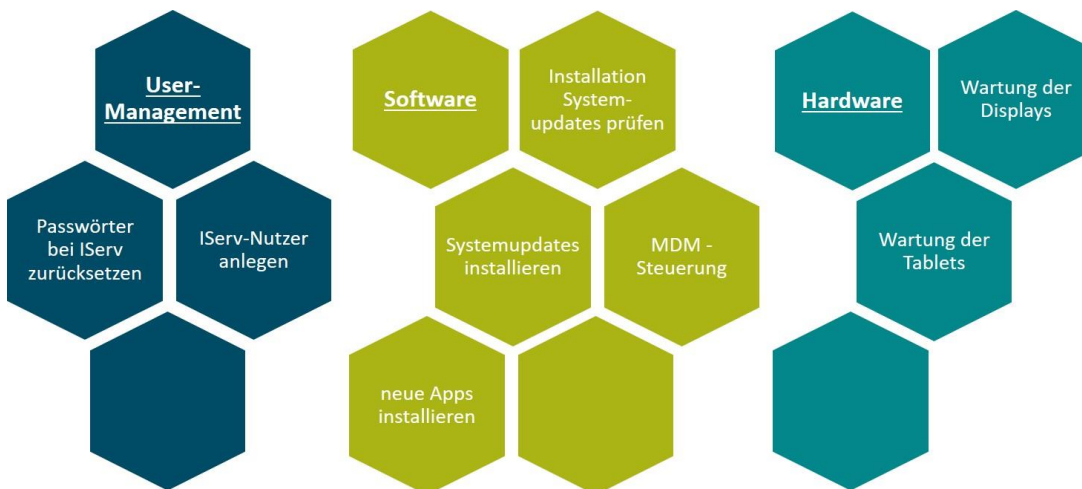 User-
Management
Passwörter
bei IServ
zurücksetzen
IServ-Nutzer
anlegen
Software
Installation
System-
updates prüfen
Systemupdates
installieren
MDM -
Steuerung
neue Apps
installieren
Hardware
Wartung der
Displays
Wartung der
Tablets